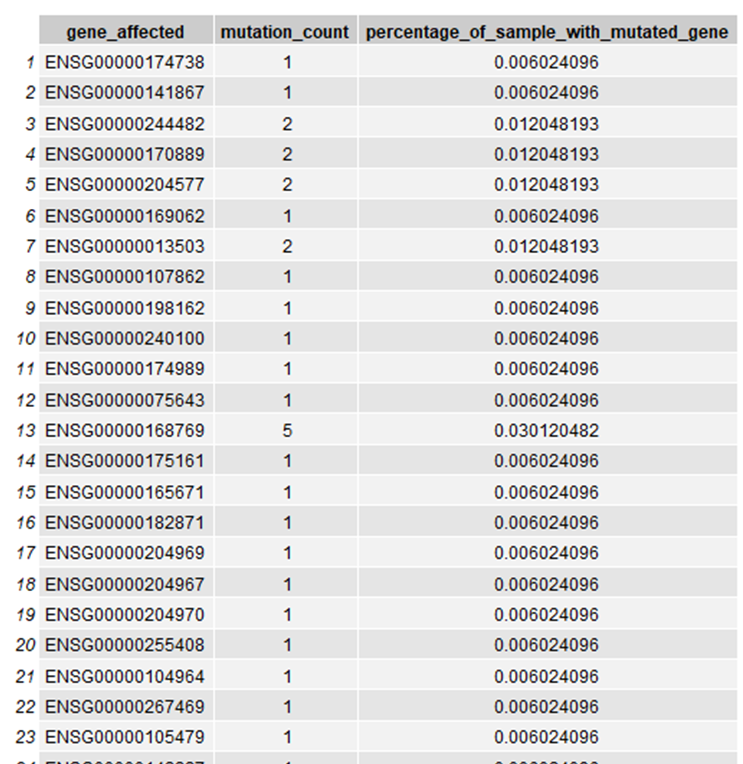 gene_affected mutation_count percentage_of_sample_with_mutated_gene
1 ENSG00000174738 1 0.006024096
2 ENSG00000141867 1 0.006024096
3 ENSG00000244482 2 0.012048193
4 ENSG00000170889 2 0.012048193
5 ENSG00000204577 2 0.012048193
6 ENSG00000169062 1 0.006024096
7 ENSG00000013503 2 0.012048193
8 ENSG00000107862 1 0.006024096
9 ENSG00000198162 1 0.006024096
10 ENSG00000240100 1 0.006024096
11 ENSG00000174989 1 0.006024096
12 ENSG00000075643 1 0.006024096
13 ENSG00000168769 5 0.030120482
14 ENSG00000175161 1 0.006024096
15 ENSG00000165671 1 0.006024096
16 ENSG00000182871 1 0.006024096
17 ENSG00000204969 1 0.006024096
18 ENSG00000204967 1 0.006024096
19 ENSG00000204970 1 0.006024096
20 ENSG00000255408 1 0.006024096
21 ENSG00000104964 1 0.006024096
22 ENSG00000267469 1 0.006024096
23 ENSG00000105479 1 0.006024096